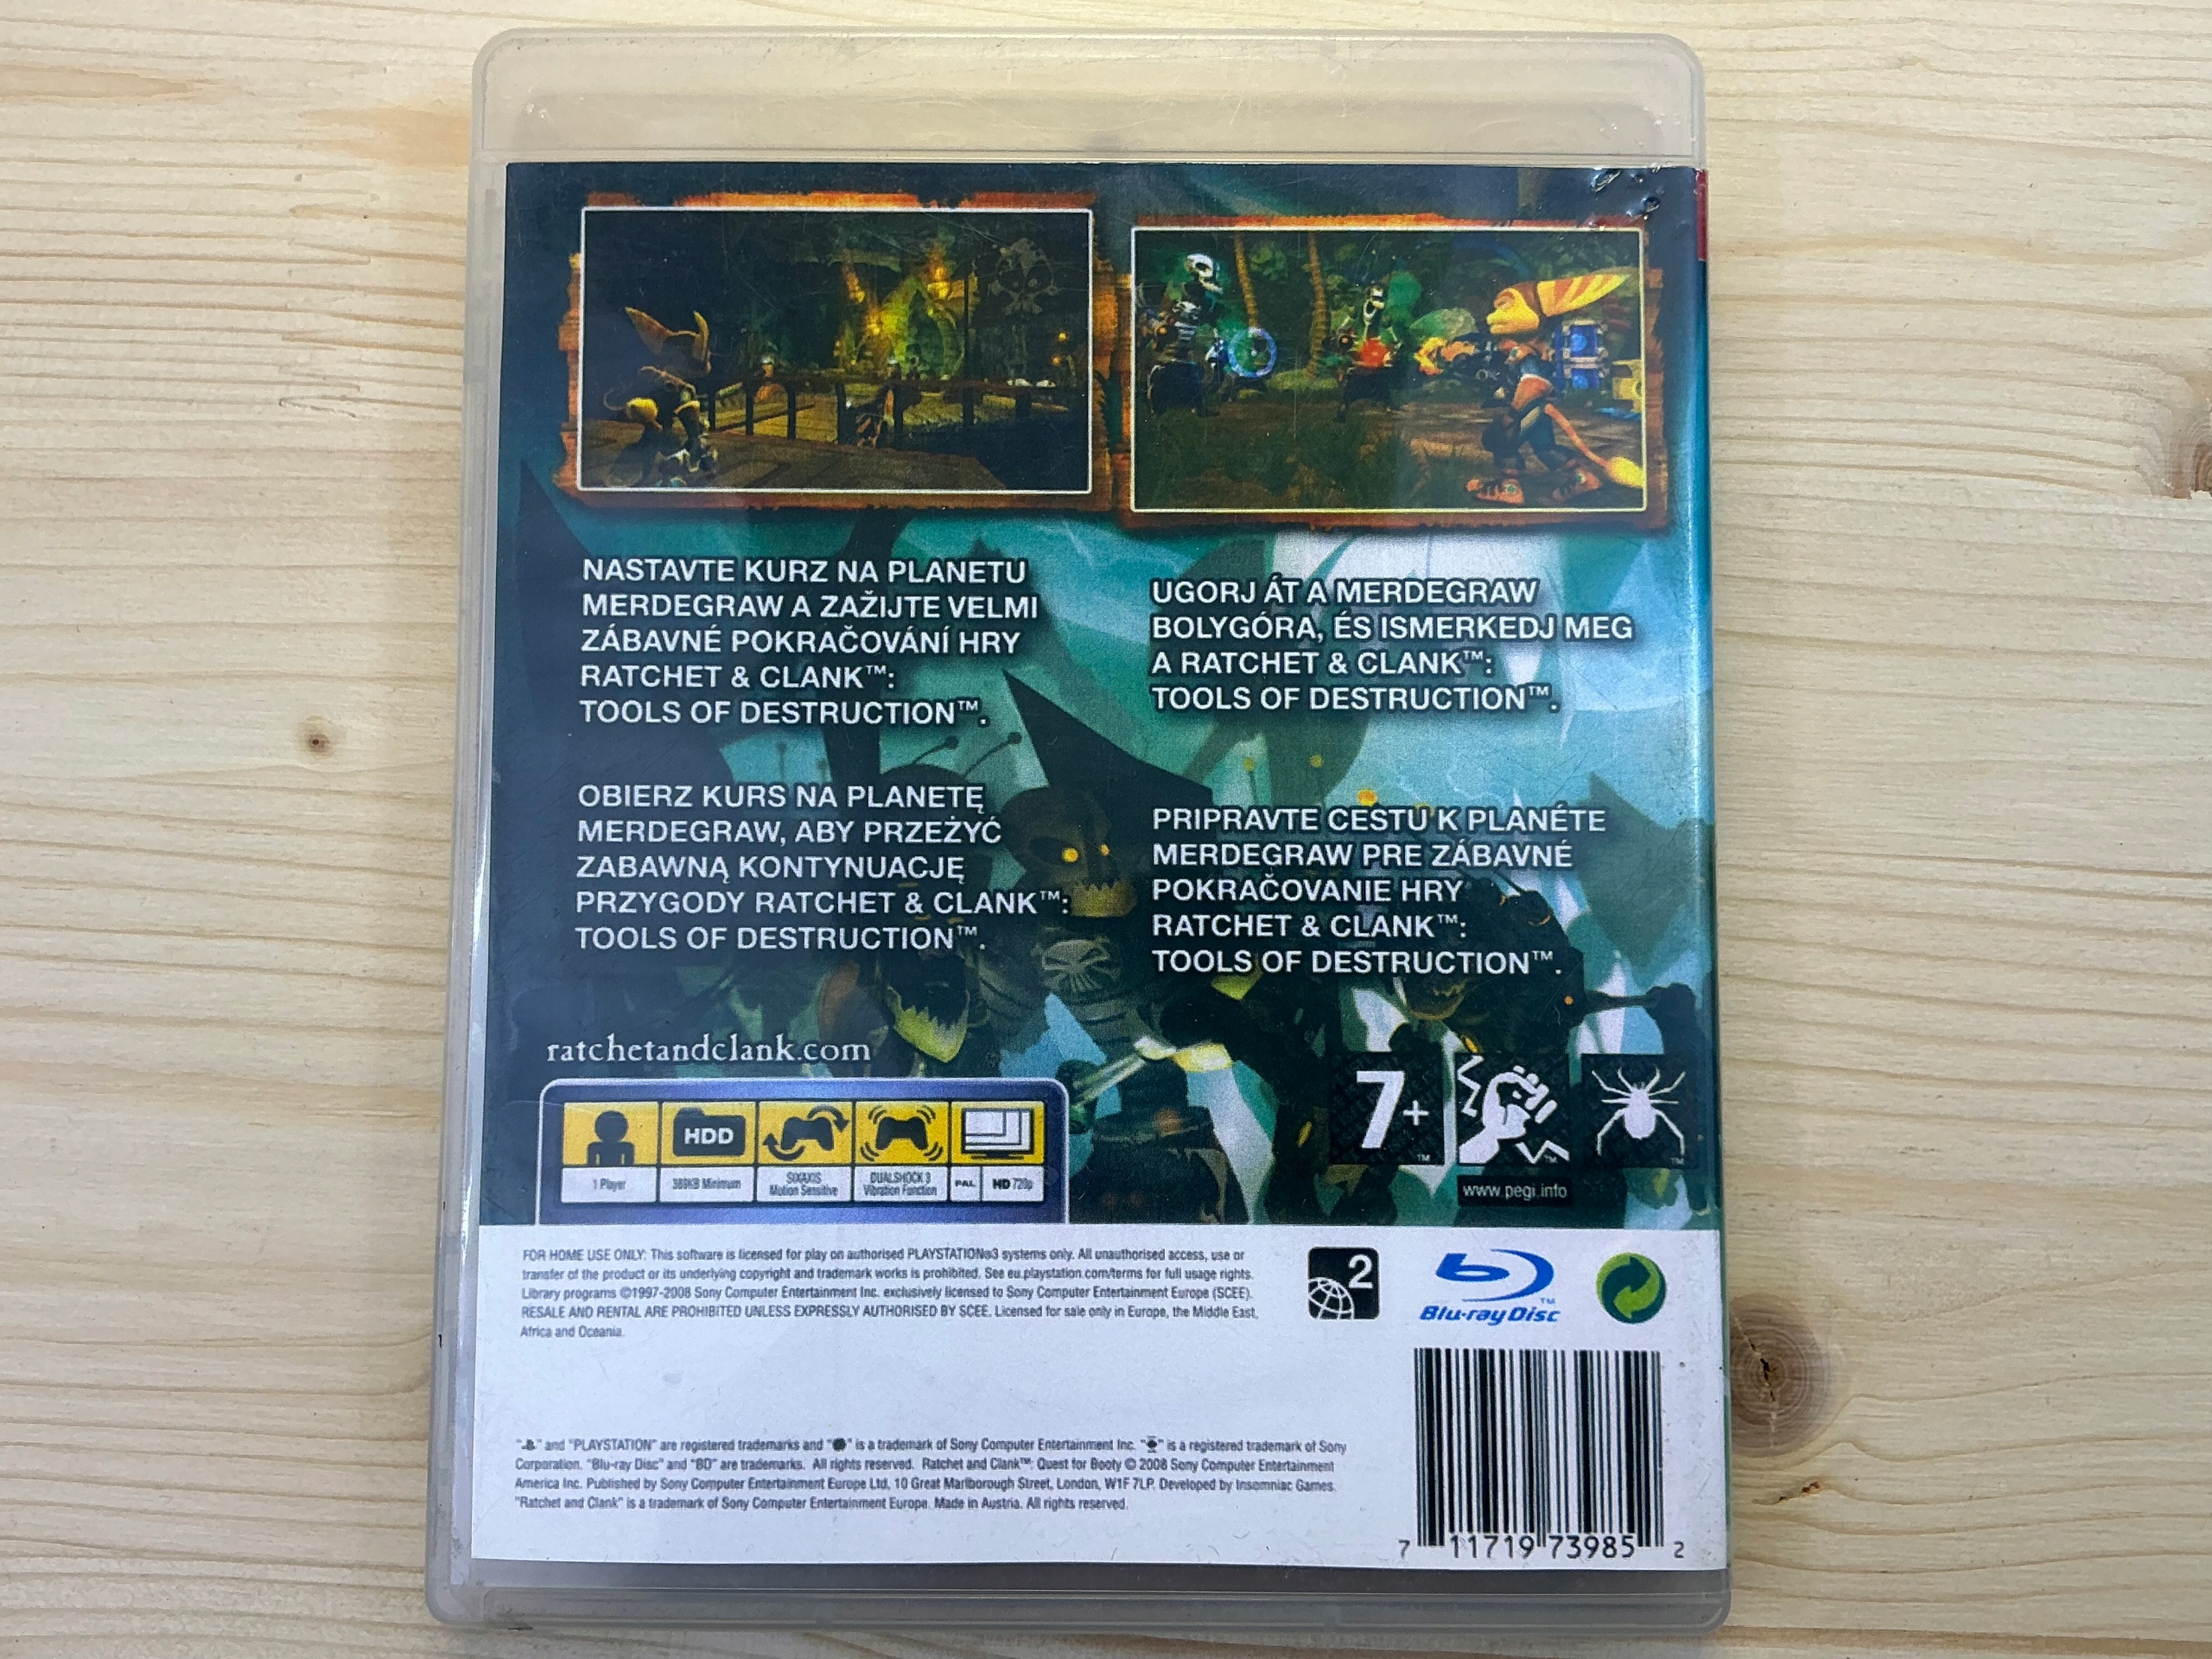 NASTAVTE KURZ NA PLANETU
MERDEGRAW A ZAŽIJTE VELMI
ZÁBAVNÉ POKRAČOVÁNÍ HRY
RATCHET & CLANK™:
TOOLS OF DESTRUCTION™.
UGORJ ÁT A MERDEGRAW
BOLYGÓRA, ÉS ISMERKEDJ MEG
A RATCHET & CLANK™:
TOOLS OF DESTRUCTION™.
OBIERZ KURS NA PLANETĘ
MERDEGRAW, ABY PRZEŻYĆ
ZABAWNĄ KONTYNUACJĘ
PRZYGODY RATCHET & CLANK™:
TOOLS OF DESTRUCTION™.
PRIPRAVTE CESTU K PLANÉTE
MERDEGRAW PRE ZÁBAVNÉ
POKRAČOVANIE HRY
RATCHET & CLANK™:
TOOLS OF DESTRUCTION™.
ratchetandclank.com
HDD
1 Player
389KB Minimum
SIXAXIS
Motion Sensitive
DUALSHOCK 3
Vibration Function
PAL
HD 720p
7+
™
™
™
www.pegi.info
FOR HOME USE ONLY: This software is licensed for play on authorised PLAYSTATION®3 systems only. All unauthorised access, use or
transfer of the product or its underlying copyright and trademark works is prohibited. See eu.playstation.com/terms for full usage rights.
Library programs ©1997-2008 Sony Computer Entertainment Inc. exclusively licensed to Sony Computer Entertainment Europe (SCEE).
RESALE AND RENTAL ARE PROHIBITED UNLESS EXPRESSLY AUTHORISED BY SCEE. Licensed for sale only in Europe, the Middle East,
Africa and Oceania.
2
Blu-ray Disc™
" " and "PLAYSTATION" are registered trademarks and " " is a trademark of Sony Computer Entertainment Inc. " " is a registered trademark of Sony
Corporation. "Blu-ray Disc" and "BD" are trademarks. All rights reserved. Ratchet and Clank™: Quest for Booty © 2008 Sony Computer Entertainment
America Inc. Published by Sony Computer Entertainment Europe Ltd, 10 Great Marlborough Street, London, W1F 7LP. Developed by Insomniac Games.
"Ratchet and Clank" is a trademark of Sony Computer Entertainment Europe. Made in Austria. All rights reserved.
7 11719 73985 2